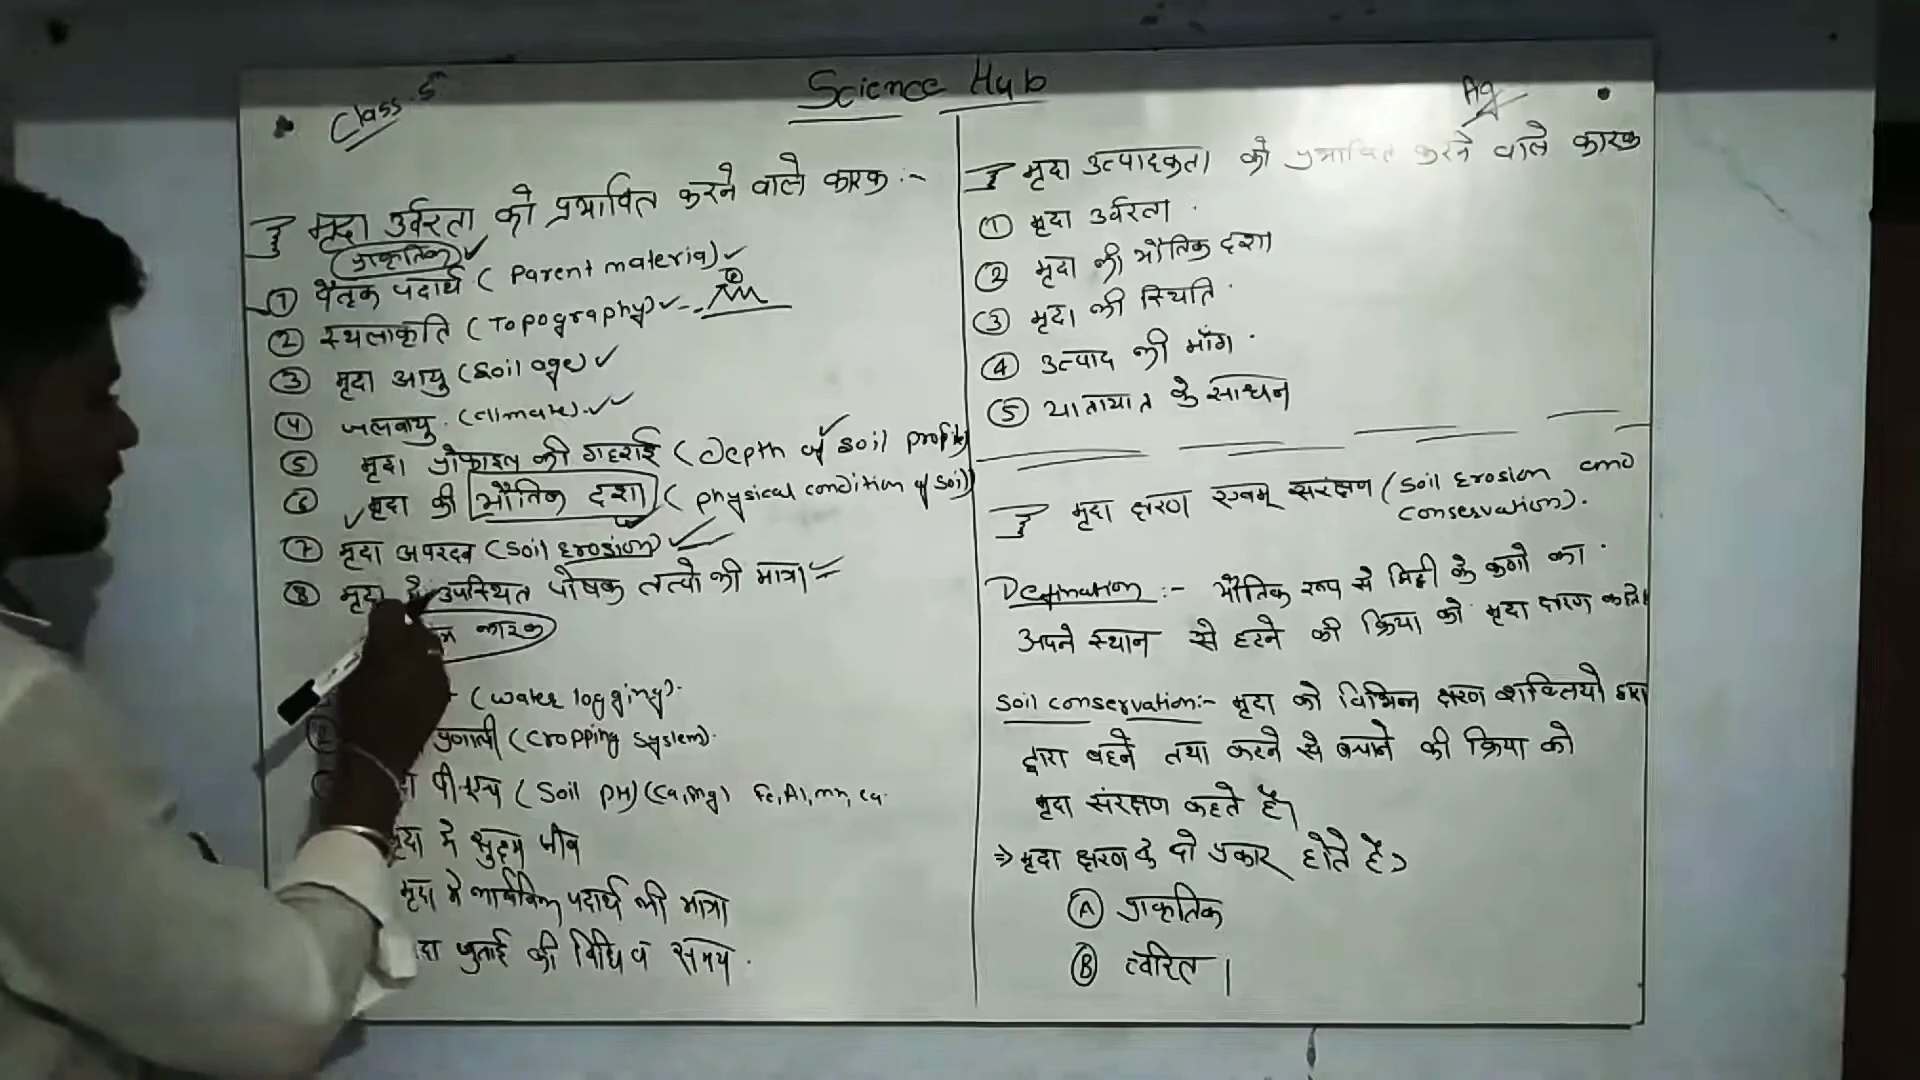 Science Hub
Class-5
Ag
मृदा उर्वरता को प्रभावित करने वाले कारक :-
प्राकृतिक
① पैतृक पदार्थ (Parent material)
② स्थलाकृति (Topography)
③ मृदा आयु (Soil age)
④ जलवायु (climate)
⑤ मृदा प्रोफाइल की गहराई (Depth of soil profile)
⑥ मृदा की भौतिक दशा (physical condition of soil)
⑦ मृदा अपरदन (Soil Erosion)
⑧ मृदा में उपस्थित पोषक तत्वो की मात्रा
कारक
(Water logging).
प्रणाली (Cropping System).
पी-एच (Soil PH) (Ca, Mg) Fe, Al, mn, cu.
मृदा मे सुक्ष्म जीव
मृदा मे कार्बनिक पदार्थ की मात्रा
जुताई की विधि व समय.
मृदा उत्पादकता को प्रभावित करने वाले कारक
① मृदा उर्वरता.
② मृदा की भौतिक दशा
③ मृदा की स्थिति.
④ उत्पाद की माँग.
⑤ यातायात के साधन
मृदा क्षरण एवम् सरंक्षण (Soil Erosion and
conservation).
Defination :- भौतिक रूप से मिट्टी के कणो का
अपने स्थान से हटने की क्रिया को मृदा क्षरण कहते।
Soil conservation:- मृदा को विभिन्न क्षरण शक्तियो द्वारा
द्वारा बहने तथा कटने से बचाने की क्रिया को
मृदा संरक्षण कहते है।
⇒ मृदा क्षरण के दो प्रकार होते है>
Ⓐ प्राकृतिक
Ⓑ त्वरित।